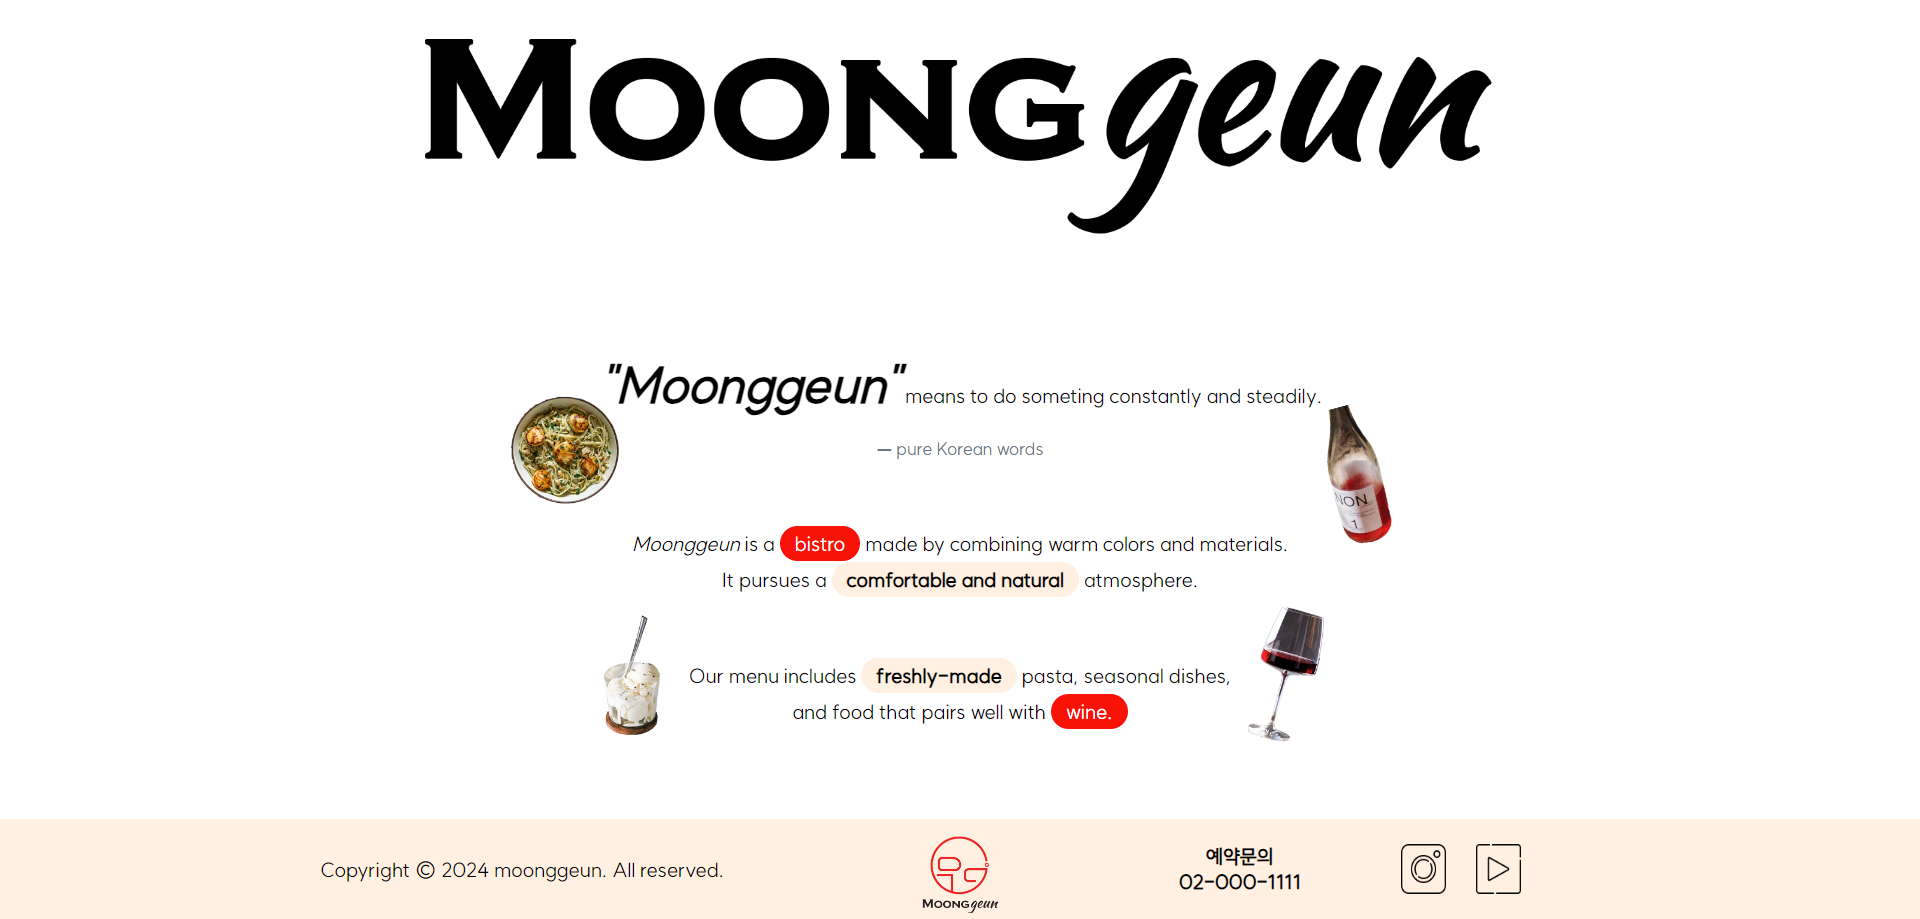 Moonggeun
"Moonggeun" means to do someting constantly and steadily.
— pure Korean words
NON
1
Moonggeun is a bistro made by combining warm colors and materials.
It pursues a comfortable and natural atmosphere.
Our menu includes freshly-made pasta, seasonal dishes,
and food that pairs well with wine.
Copyright © 2024 moonggeun. All reserved.
Moonggeun
예약문의
02-000-1111